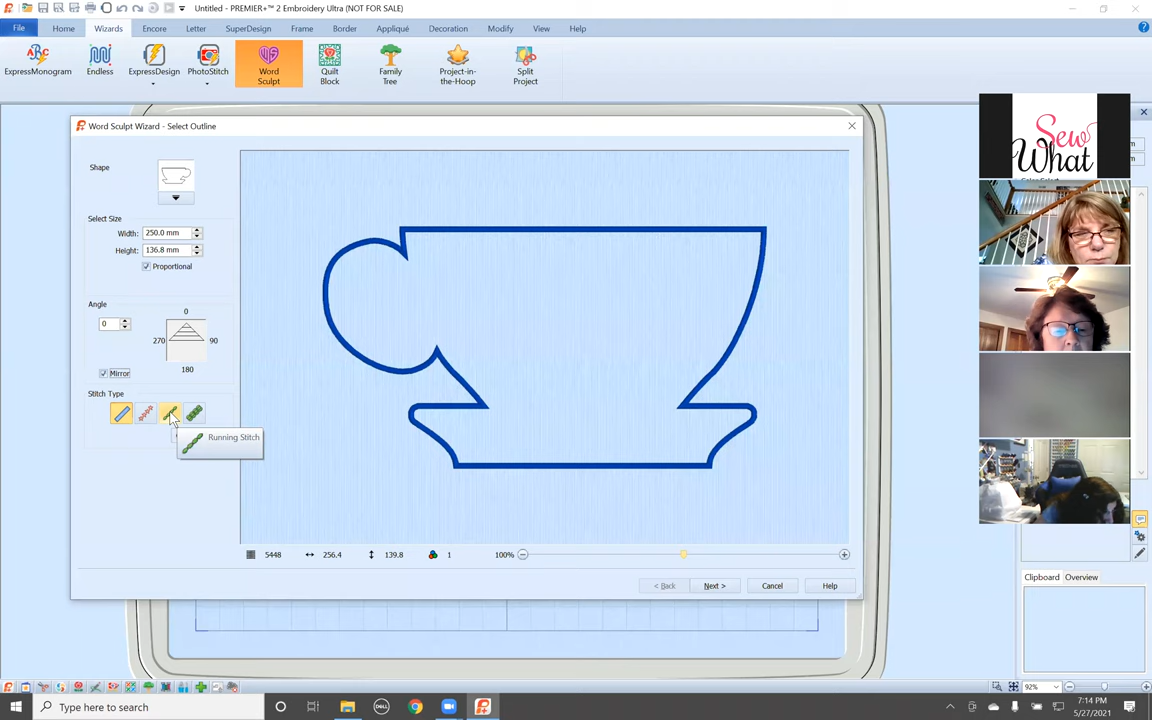 Untitled - PREMIER+™ 2 Embroidery Ultra (NOT FOR SALE)
File Home Wizards Encore Letter SuperDesign Frame Border Appliqué Decoration Modify View Help
ExpressMonogram Endless ExpressDesign PhotoStitch Word Sculpt Quilt Block Family Tree Project-in-the-Hoop Split Project
Word Sculpt Wizard - Select Outline
Shape
Select Size
Width: 250.0 mm
Height: 136.8 mm
Proportional
Angle
0
0
270
90
180
Mirror
Stitch Type
Running Stitch
5448 256.4 139.8 1 100%
< Back Next > Cancel Help
Sew
What
Clipboard Overview
92%
Type here to search
DELL
7:14 PM
5/27/2021